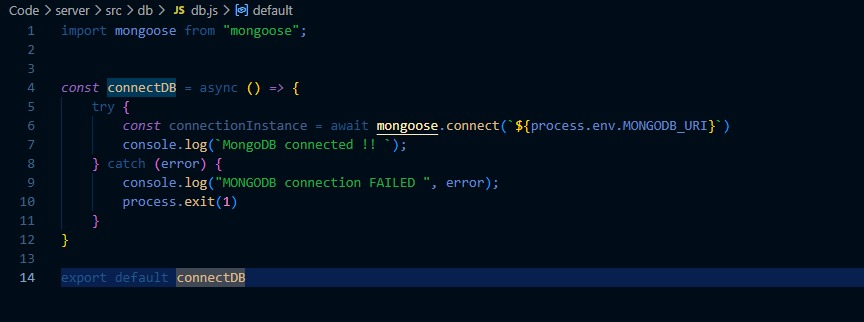 Code > server > src > db > JS db.js > default
1 import mongoose from "mongoose";
2
3
4 const connectDB = async () => {
5     try {
6         const connectionInstance = await mongoose.connect(`${process.env.MONGODB_URI}`)
7         console.log(`MongoDB connected !! `);
8     } catch (error) {
9         console.log("MONGODB connection FAILED ", error);
10         process.exit(1)
11     }
12 }
13
14 export default connectDB